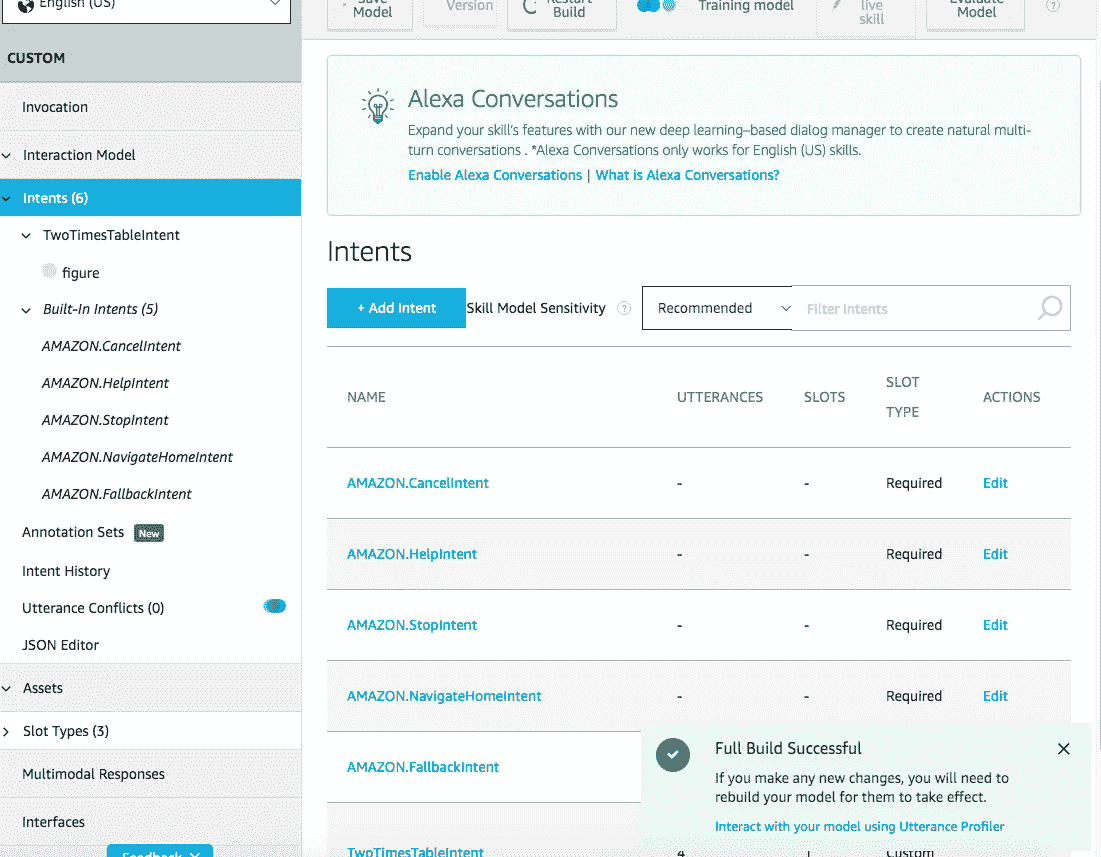 English (US)
Save
Model
Version
Restart
Build
Training model
live
skill
Evaluate
Model
?
CUSTOM
Invocation
Interaction Model
Intents (6)
TwoTimesTableIntent
figure
Built-In Intents (5)
AMAZON.CancelIntent
AMAZON.HelpIntent
AMAZON.StopIntent
AMAZON.NavigateHomeIntent
AMAZON.FallbackIntent
Annotation Sets New
Intent History
Utterance Conflicts (0)
JSON Editor
Assets
Slot Types (3)
Multimodal Responses
Interfaces
Feedback
Alexa Conversations
Expand your skill's features with our new deep learning–based dialog manager to create natural multi-
turn conversations . *Alexa Conversations only works for English (US) skills.
Enable Alexa Conversations | What is Alexa Conversations?
Intents
+ Add Intent Skill Model Sensitivity ? Recommended Filter Intents
NAME UTTERANCES SLOTS SLOT TYPE ACTIONS
AMAZON.CancelIntent - - Required Edit
AMAZON.HelpIntent - - Required Edit
AMAZON.StopIntent - - Required Edit
AMAZON.NavigateHomeIntent - - Required Edit
AMAZON.FallbackIntent
TwoTimesTableIntent 4 1 Custom
Full Build Successful
If you make any new changes, you will need to
rebuild your model for them to take effect.
Interact with your model using Utterance Profiler